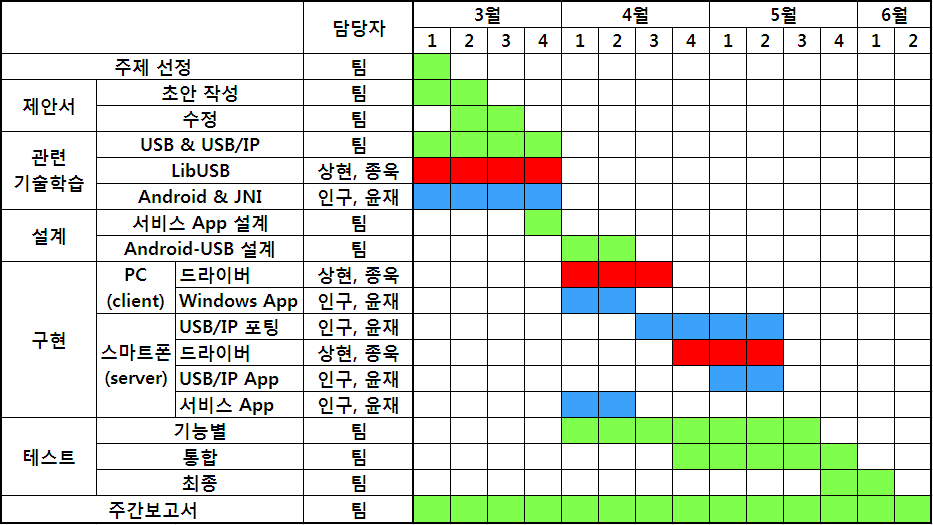 담당자 3월 4월 5월 6월
1 2 3 4 1 2 3 4 1 2 3 4 1 2
주제 선정 팀
제안서 초안 작성 팀
수정 팀
관련 기술학습 USB & USB/IP 팀
LibUSB 상현, 종욱
Android & JNI 인구, 윤재
설계 서비스 App 설계 팀
Android-USB 설계 팀
구현 PC (client) 드라이버 상현, 종욱
Windows App 인구, 윤재
스마트폰 (server) USB/IP 포팅 인구, 윤재
드라이버 상현, 종욱
USB/IP App 인구, 윤재
서비스 App 인구, 윤재
테스트 기능별 팀
통합 팀
최종 팀
주간보고서 팀